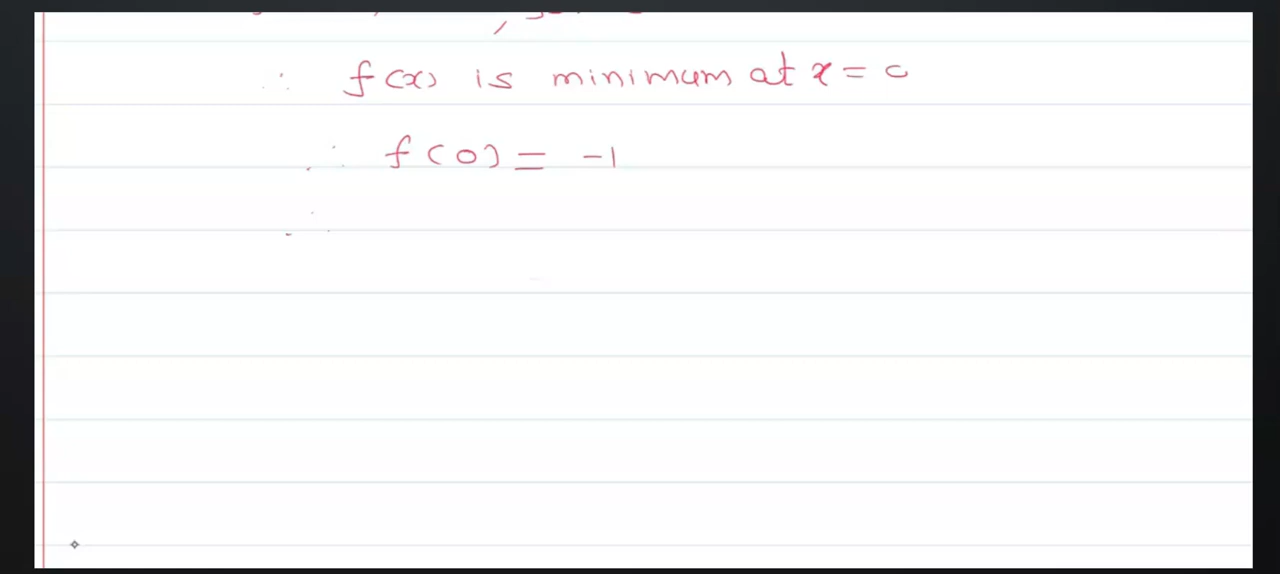 ∴ f(x) is minimum at x = 0
∴ f(0) = -1
∴